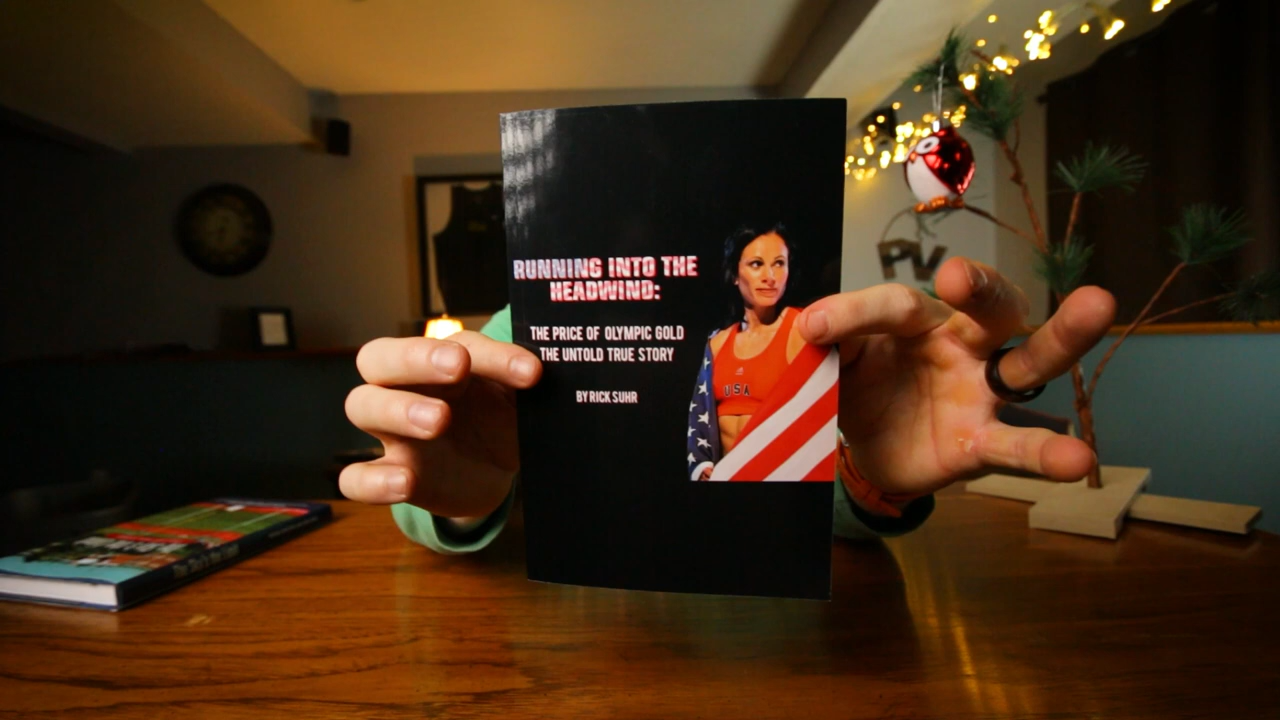 RUNNING INTO THE
HEADWIND:
THE PRICE OF OLYMPIC GOLD
THE UNTOLD TRUE STORY
BY RICK SUHR
USA
PV